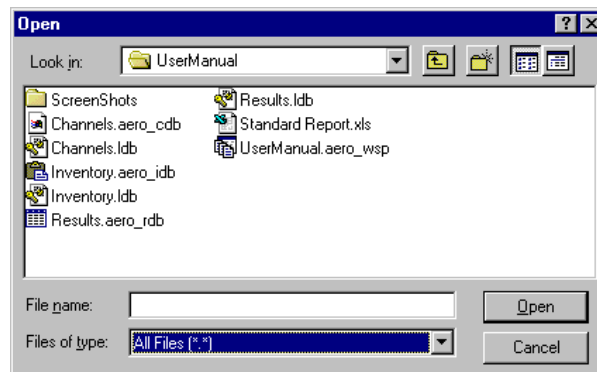 Open
Look in: UserManual
ScreenShots
Channels.aero_cdb
Channels.ldb
Inventory.aero_idb
Inventory.ldb
Results.aero_rdb
Results.ldb
Standard Report.xls
UserManual.aero_wsp
File name:
Open
Files of type: All Files (*.*)
Cancel